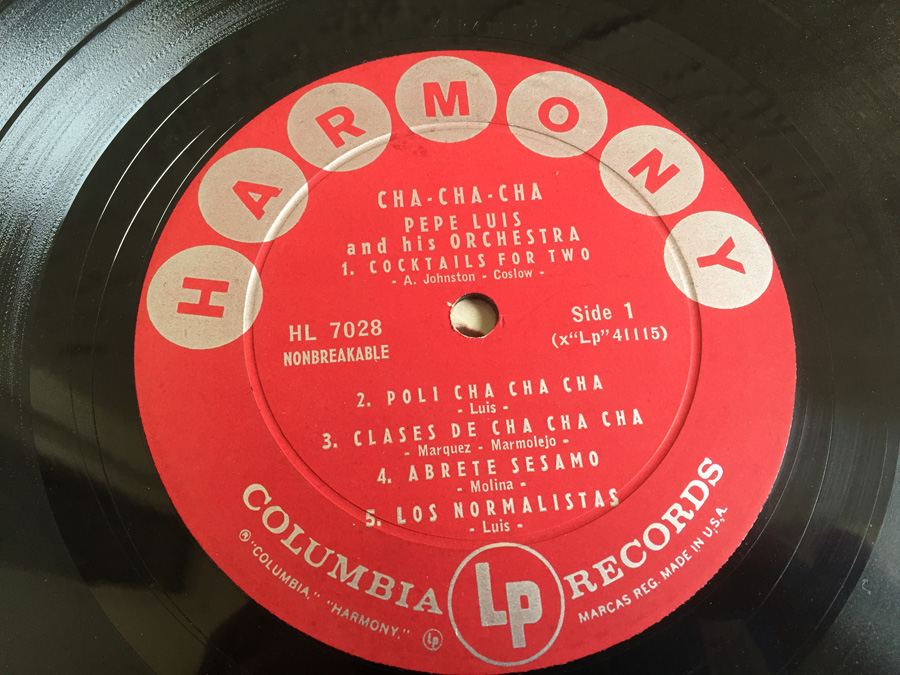 HARMONY
CHA-CHA-CHA
PEPE LUIS
and his ORCHESTRA
1. COCKTAILS FOR TWO
- A. Johnston - Coslow -
HL 7028
NONBREAKABLE
Side 1
(x"Lp"41115)
2. POLI CHA CHA CHA
- Luis -
3. CLASES DE CHA CHA CHA
- Marquez - Marmolejo -
4. ABRETE SESAMO
- Molina -
5. LOS NORMALISTAS
- Luis -
COLUMBIA LP RECORDS
® "COLUMBIA," "HARMONY," LP MARCAS REG. MADE IN U.S.A.